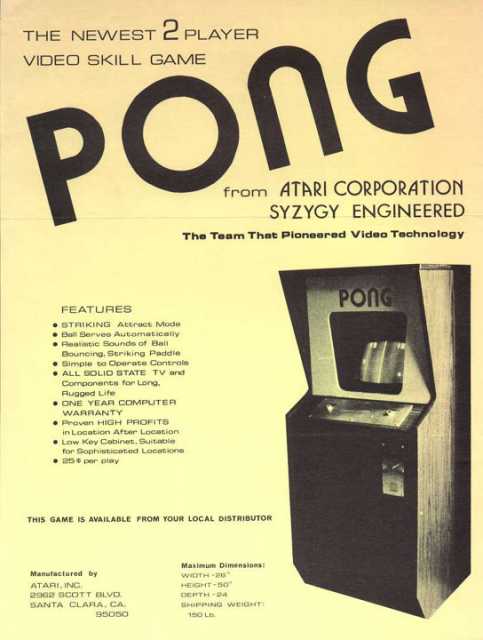 THE NEWEST 2 PLAYER
VIDEO SKILL GAME
PONG
from ATARI CORPORATION
SYZYGY ENGINEERED
The Team That Pioneered Video Technology
PONG
FEATURES
• STRIKING Attract Mode
• Ball Serves Automatically
• Realistic Sounds of Ball
Bouncing, Striking Paddle
• Simple to Operate Controls
• ALL SOLID STATE TV and
Components for Long,
Rugged Life
• ONE YEAR COMPUTER
WARRANTY
• Proven HIGH PROFITS
in Location After Location
• Low Key Cabinet, Suitable
for Sophisticated Locations
• 25¢ per play
THIS GAME IS AVAILABLE FROM YOUR LOCAL DISTRIBUTOR
Manufactured by
ATARI, INC.
2962 SCOTT BLVD.
SANTA CLARA, CA.
95050
Maximum Dimensions:
WIDTH -26"
HEIGHT -50"
DEPTH -24
SHIPPING WEIGHT:
150 Lb.